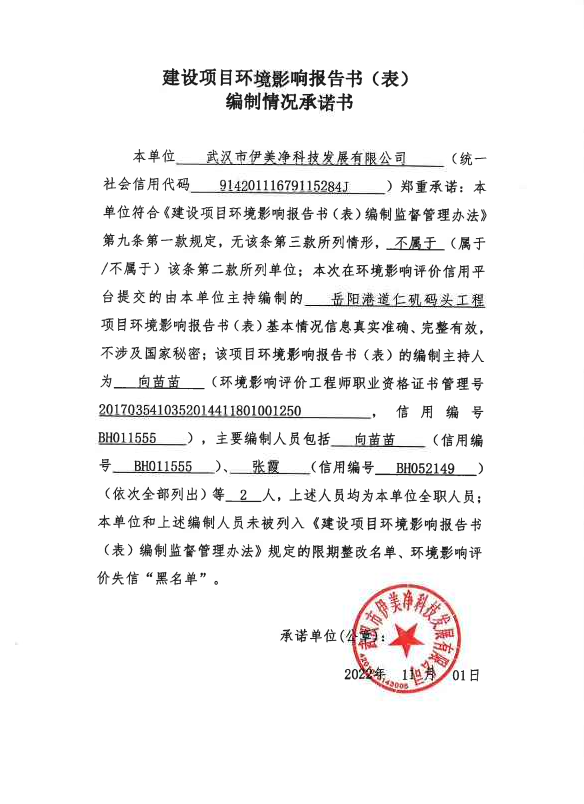 建设项目环境影响报告书（表）
编制情况承诺书
本单位 武汉市伊美净科技发展有限公司 （统一
社会信用代码 91420111679115284J ）郑重承诺：本
单位符合《建设项目环境影响报告书（表）编制监督管理办法》
第九条第一款规定，无该条第三款所列情形，不属于（属于
/不属于）该条第二款所列单位；本次在环境影响评价信用平
台提交的由本单位主持编制的 岳阳港道仁矶码头工程
项目环境影响报告书（表）基本情况信息真实准确、完整有效，
不涉及国家秘密；该项目环境影响报告书（表）的编制主持人
为 向苗苗 （环境影响评价工程师职业资格证书管理号
2017035410352014411801001250 ，信用编号
BH011555 ），主要编制人员包括 向苗苗 （信用编
号 BH011555 ）、 张霞 （信用编号 BH052149 ）
（依次全部列出）等 2 人，上述人员均为本单位全职人员；
本单位和上述编制人员未被列入《建设项目环境影响报告书
（表）编制监督管理办法》规定的限期整改名单、环境影响评
价失信“黑名单”。
承诺单位(公章)：
2022年 11月 01日
武汉市伊美净科技发展有限公司